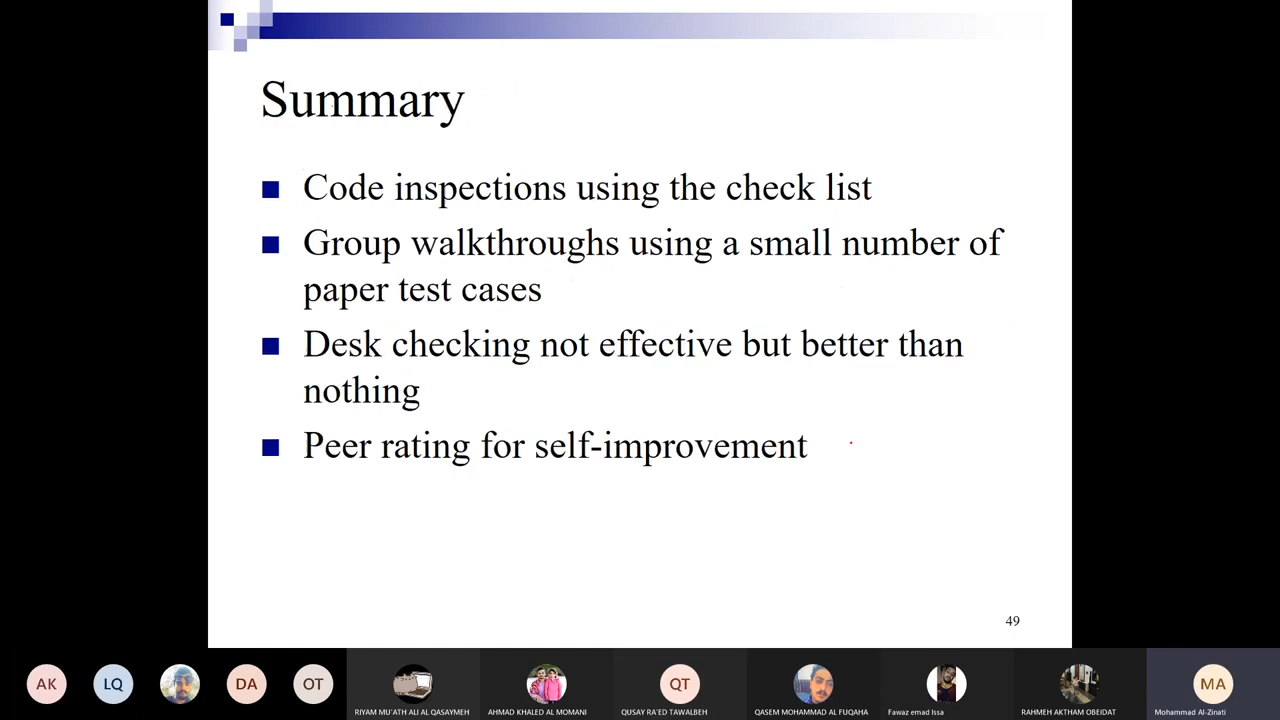 Summary
Code inspections using the check list
Group walkthroughs using a small number of
paper test cases
Desk checking not effective but better than
nothing
Peer rating for self-improvement
49
AK
LQ
DA
OT
QT
MA
RIYAM MU'ATH ALI AL QASAYMEH
AHMAD KHALED AL MOMANI
QUSAY RA'ED TAWALBEH
QASEM MOHAMMAD AL FUQAHA
Fawaz emad Issa
RAHMEH AKTHAM OBEIDAT
Mohammad Al-Zinati